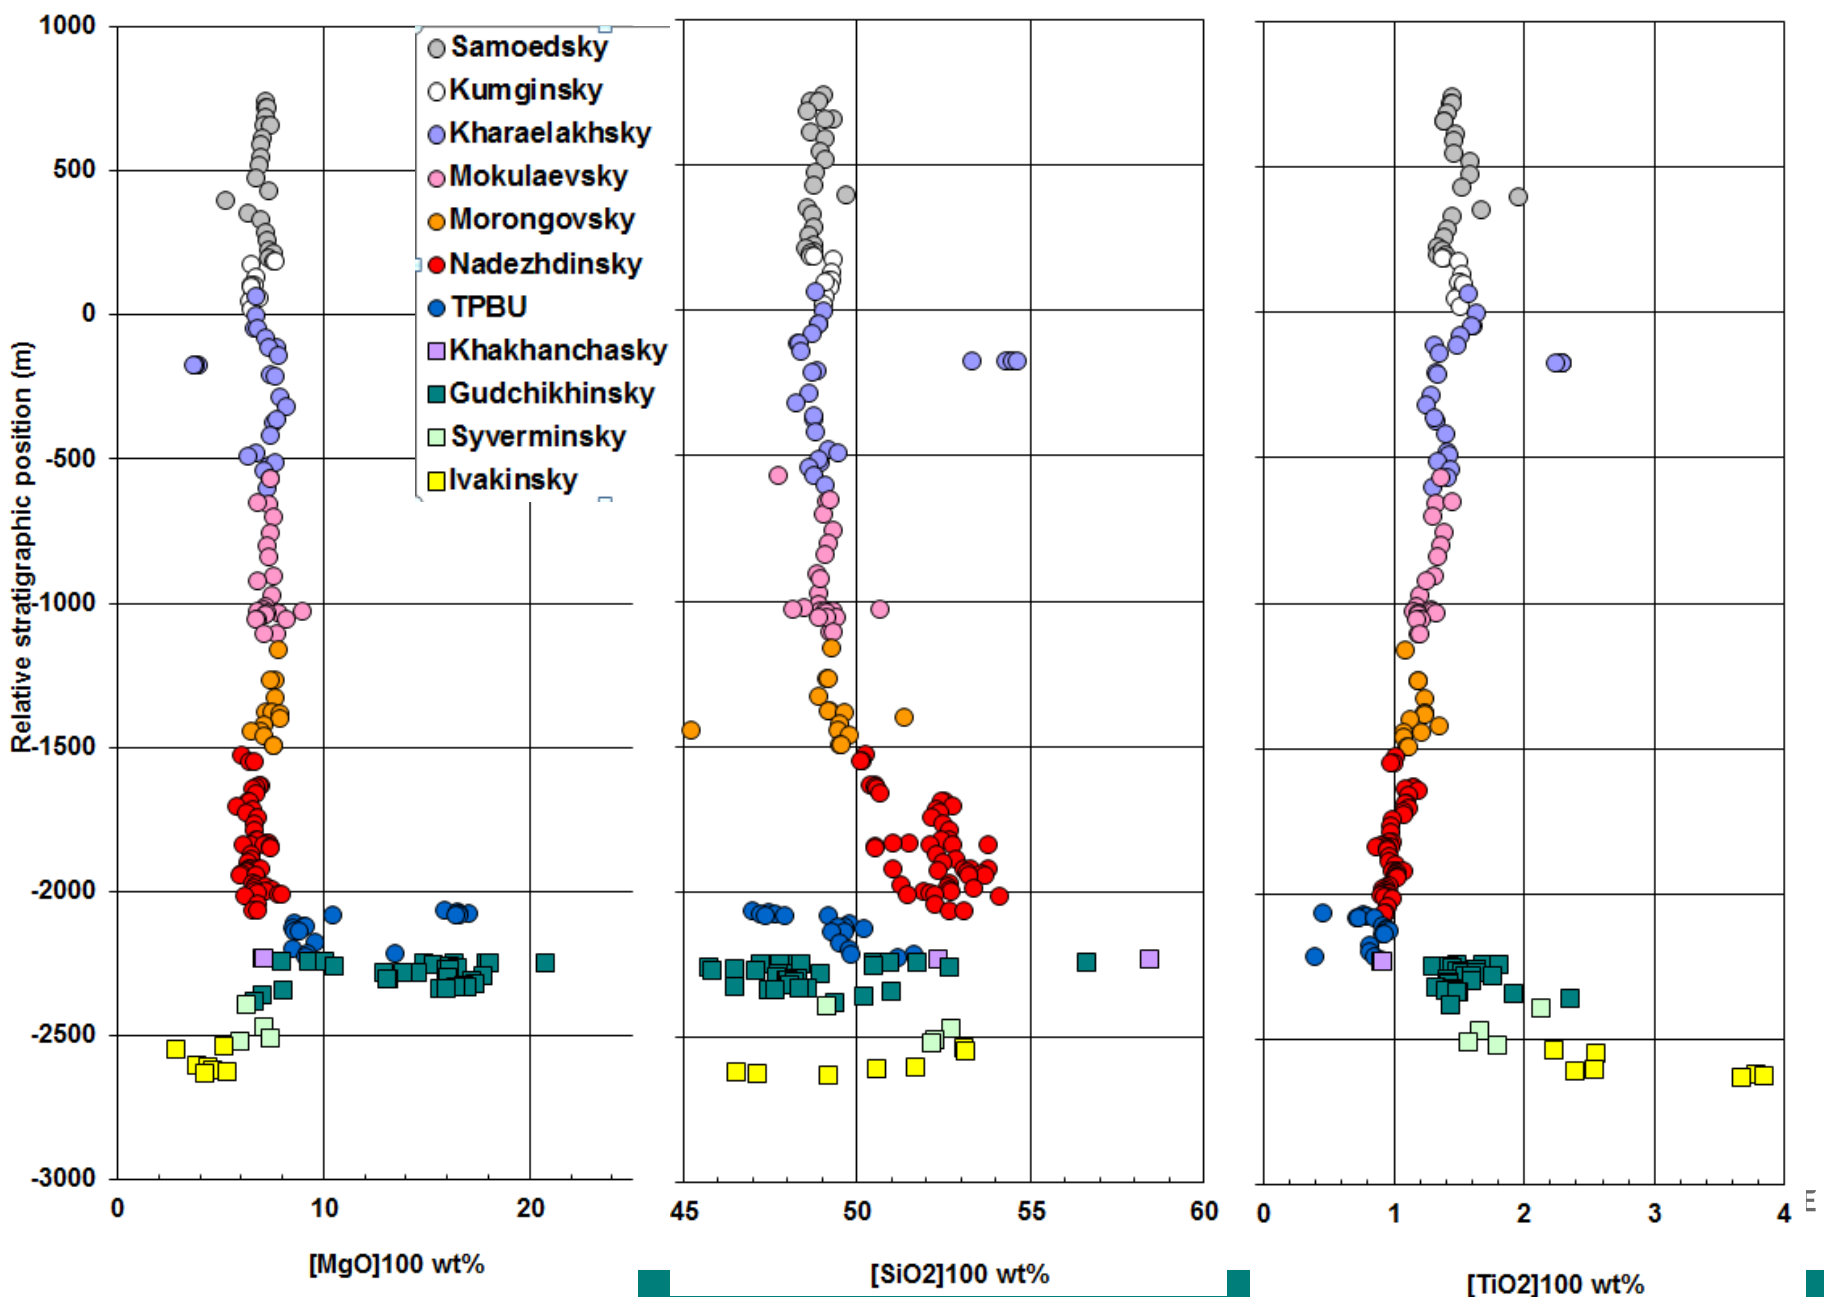 1000
500
0
-500
-1000
-1500
-2000
-2500
-3000
Relative stratigraphic position (m)
Samoedsky
Kumginsky
Kharaelakhsky
Mokulaevsky
Morongovsky
Nadezhdinsky
TPBU
Khakhanchasky
Gudchikhinsky
Syverminsky
Ivakinsky
0 10 20
45 50 55 60
0 1 2 3 4
[MgO]100 wt%
[SiO2]100 wt%
[TiO2]100 wt%